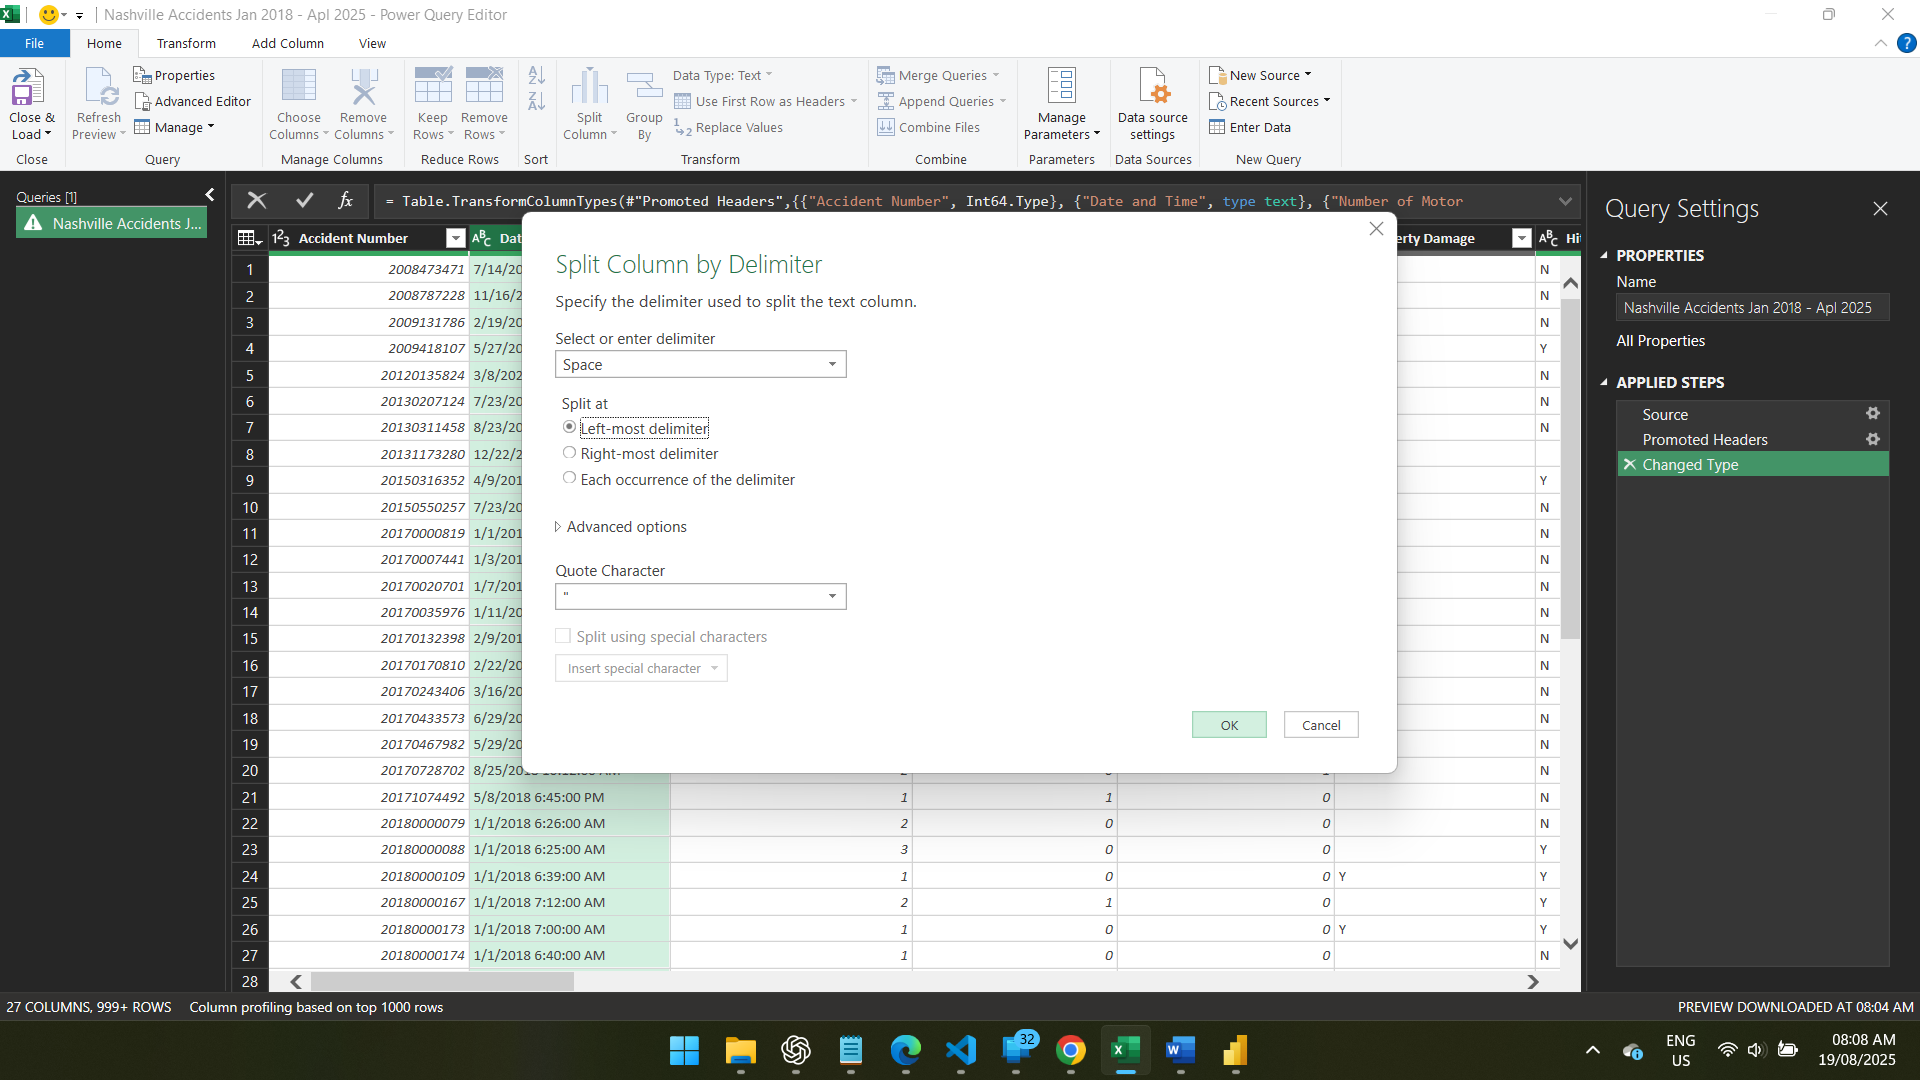 Nashville Accidents Jan 2018 - Apl 2025 - Power Query Editor
File Home Transform Add Column View
Close & Load
Refresh Preview
Properties
Advanced Editor
Manage
Choose Columns
Remove Columns
Keep Rows
Remove Rows
Split Column
Group By
Data Type: Text
Use First Row as Headers
Replace Values
Merge Queries
Append Queries
Combine Files
Manage Parameters
Data source settings
New Source
Recent Sources
Enter Data
Close Query Manage Columns Reduce Rows Sort Transform Combine Parameters Data Sources New Query
Queries [1]
Nashville Accidents J...
= Table.TransformColumnTypes(#"Promoted Headers",{{"Accident Number", Int64.Type}, {"Date and Time", type text}, {"Number of Motor
Accident Number Dat erty Damage Hi
1 2008473471 7/14/20 N
2 2008787228 11/16/2 N
3 2009131786 2/19/20 N
4 2009418107 5/27/20 Y
5 20120135824 3/8/202 N
6 20130207124 7/23/20 N
7 20130311458 8/23/20 N
8 20131173280 12/22/2
9 20150316352 4/9/201 Y
10 20150550257 7/23/20 N
11 20170000819 1/1/201 N
12 20170007441 1/3/201 N
13 20170020701 1/7/201 N
14 20170035976 1/11/20 N
15 20170132398 2/9/201 N
16 20170170810 2/22/20 N
17 20170243406 3/16/20 N
18 20170433573 6/29/20 N
19 20170467982 5/29/20 N
20 20170728702 8/25/20 N
21 20171074492 5/8/2018 6:45:00 PM 1 1 0 N
22 20180000079 1/1/2018 6:26:00 AM 2 0 0 N
23 20180000088 1/1/2018 6:25:00 AM 3 0 0 Y
24 20180000109 1/1/2018 6:39:00 AM 1 0 0 Y Y
25 20180000167 1/1/2018 7:12:00 AM 2 1 0 Y
26 20180000173 1/1/2018 7:00:00 AM 1 0 0 Y Y
27 20180000174 1/1/2018 6:40:00 AM 1 0 0 N
28
Split Column by Delimiter
Specify the delimiter used to split the text column.
Select or enter delimiter
Space
Split at
Left-most delimiter
Right-most delimiter
Each occurrence of the delimiter
Advanced options
Quote Character
"
Split using special characters
Insert special character
OK Cancel
Query Settings
PROPERTIES
Name
Nashville Accidents Jan 2018 - Apl 2025
All Properties
APPLIED STEPS
Source
Promoted Headers
Changed Type
27 COLUMNS, 999+ ROWS Column profiling based on top 1000 rows PREVIEW DOWNLOADED AT 08:04 AM
32
ENG
US
08:08 AM
19/08/2025